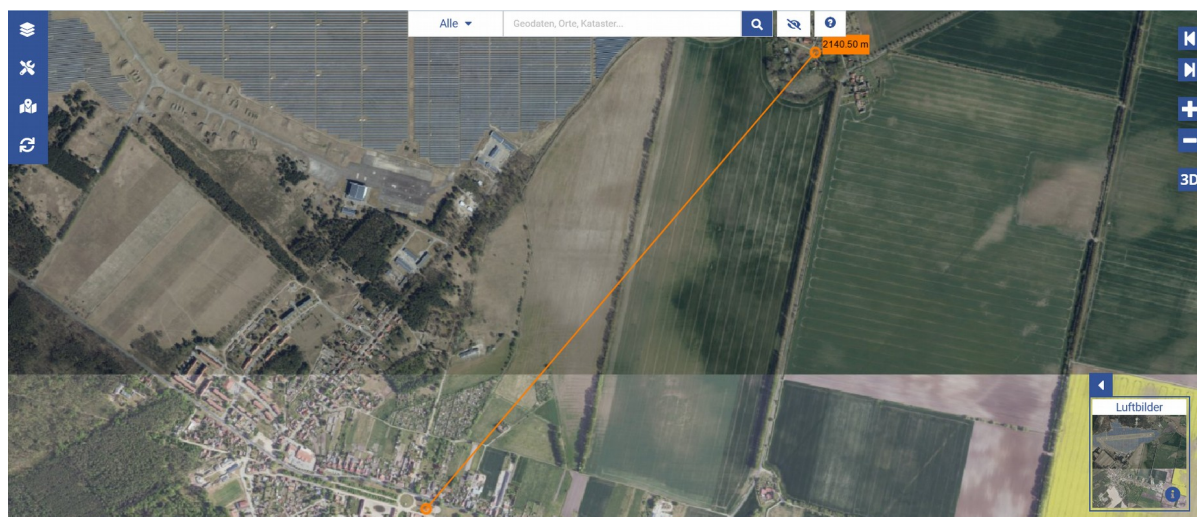 Alle
Geodaten, Orte, Kataster...
2140.50 m
3D
Luftbilder